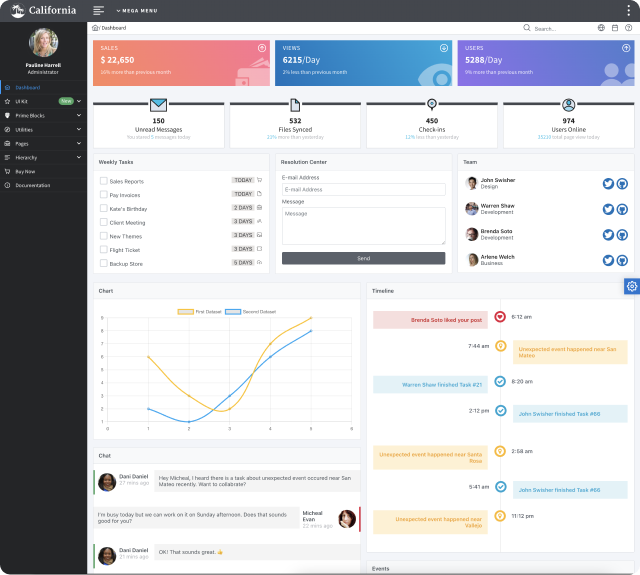 California
MEGA MENU
Pauline Harrell
Administrator
Dashboard
UI Kit
New
Prime Blocks
Utilities
Pages
Hierarchy
Buy Now
Documentation
/ Dashboard
Search...
SALES
$ 22,650
20% more than previous month
VIEWS
6215/Day
2% less than previous month
USERS
5288/Day
9% more than previous month
150
Unread Messages
You stored 5 messages today
532
Files Synced
23% more than yesterday
450
Check-ins
12% less than yesterday
974
Users Online
25223 total page view today
Weekly Tasks
Sales Reports
TODAY
Pay Invoices
TODAY
Kate's Birthday
2 DAYS
Client Meeting
3 DAYS
New Themes
3 DAYS
Flight Ticket
3 DAYS
Backup Store
5 DAYS
Resolution Center
E-mail Address
E-mail Address
Message
Message
Send
Team
John Swisher
Design
Warren Shaw
Development
Brenda Soto
Development
Arlene Welch
Business
Chart
First Dataset
Second Dataset
9
8
7
6
5
4
3
2
1
0
1
2
3
4
5
6
Chat
Dani Daniel
27 mins ago
Hey Micheal, I heard there is a task about unexpected event occured near San
Mateo recently. Want to collabrate?
I'm busy today but we can work on it on Sunday afternoon. Does that sounds
good for you?
Micheal
Evan
22 mins ago
Dani Daniel
21 mins ago
OK! That sounds great. 👍
Timeline
Brenda Soto liked your post
6:12 am
7:44 am
Unexpected event happened near San
Mateo
Warren Shaw finished Task #21
8:20 am
2:12 pm
John Swisher finished Task #66
Unexpected event happened near Santa
Rosa
2:58 am
5:41 am
John Swisher finished Task #66
Unexpected event happened near
Vallejo
11:12 pm
Events